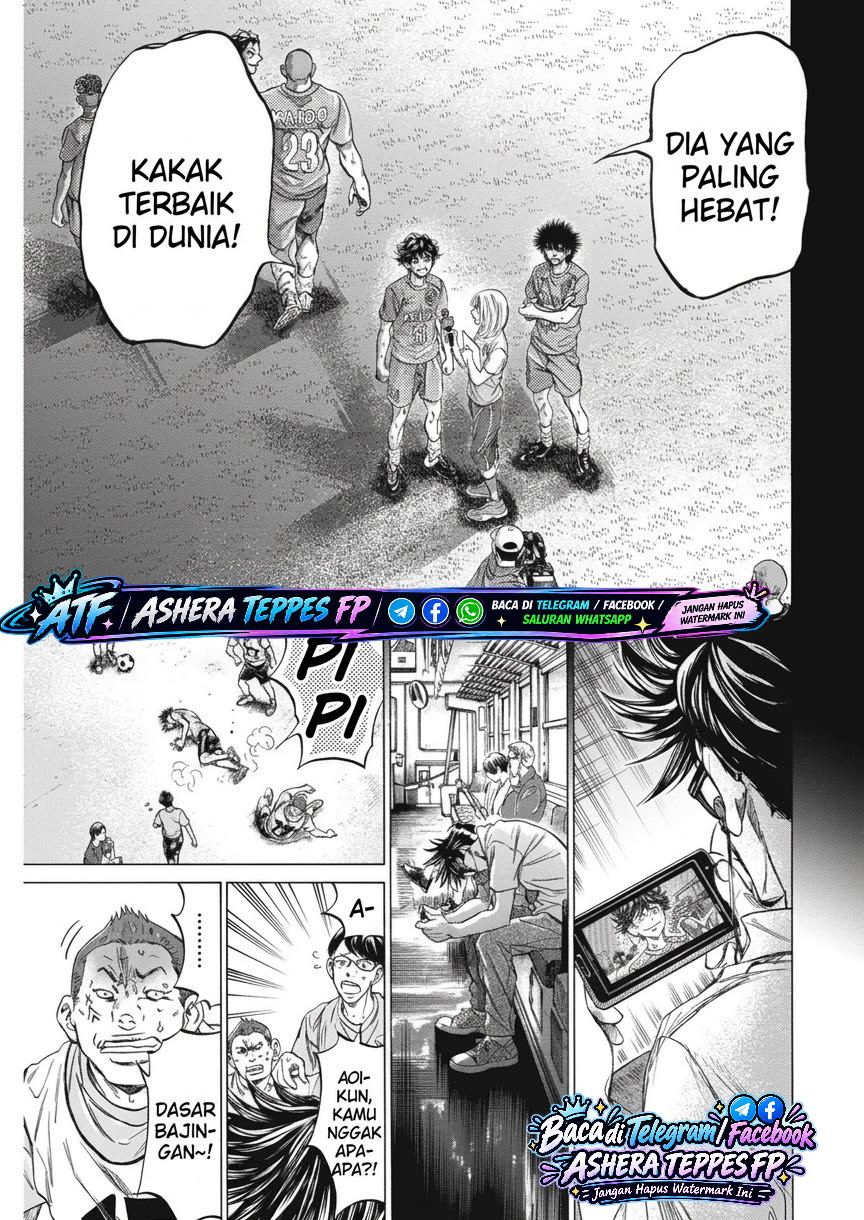 DIA YANG
PALING
HEBAT!
KAKAK
TERBAIK
DI DUNIA!
KAIDO
23
ATF
ASHERA TEPPES FP
BACA DI TELEGRAM / FACEBOOK /
SALURAN WHATSAPP
JANGAN HAPUS
WATERMARK INI
PI
PI
A-
AOI-
KUN,
KAMU
NGGAK
APA-
APA?!
DASAR
BAJIN-
GAN~!
Baca di Telegram/Facebook
ASHERA TEPPES FP
Jangan Hapus Watermark Ini